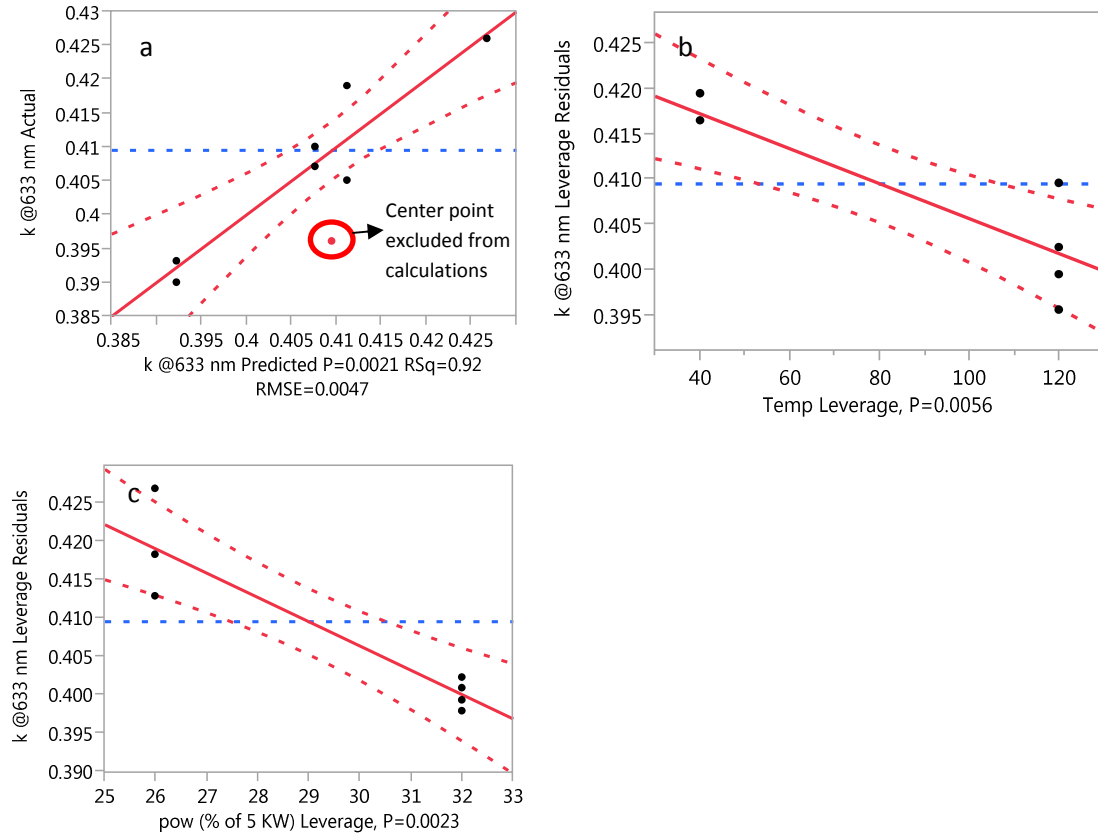 a
k @633 nm Actual
0.43
0.425
0.42
0.415
0.41
0.405
0.4
0.395
0.39
0.385
Center point
excluded from
calculations
0.385 0.395 0.4 0.405 0.41 0.42 0.425
k @633 nm Predicted P=0.0021 RSq=0.92
RMSE=0.0047
b
k @633 nm Leverage Residuals
0.425
0.420
0.415
0.410
0.400
0.395
40 60 80 100 120
Temp Leverage, P=0.0056
c
k @633 nm Leverage Residuals
0.425
0.420
0.415
0.410
0.405
0.400
0.395
0.390
25 26 27 28 29 30 31 32 33
pow (% of 5 KW) Leverage, P=0.0023